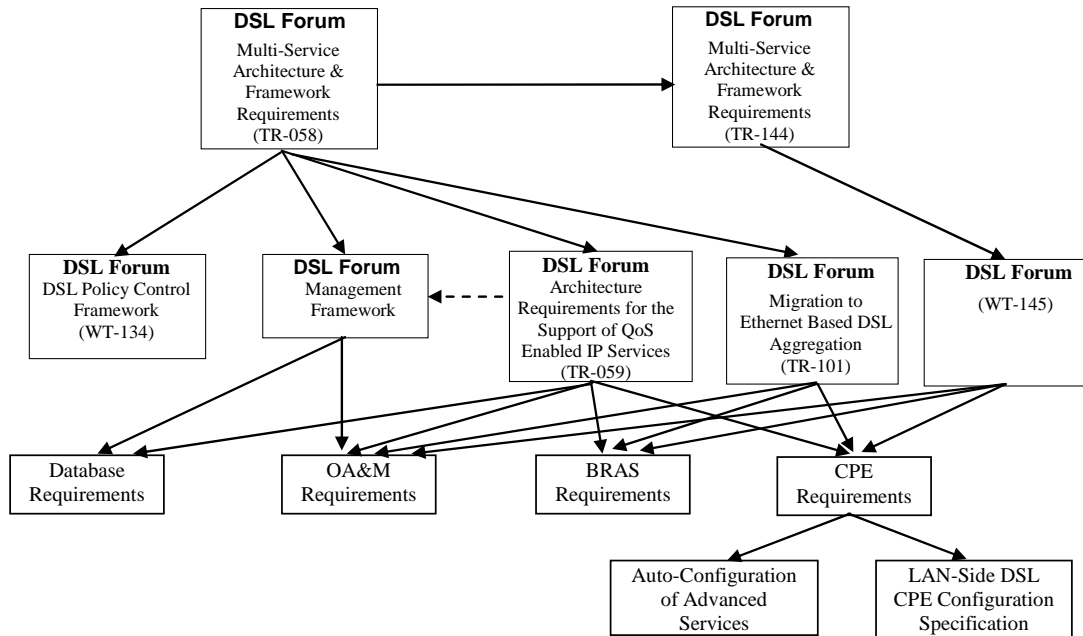 DSL Forum
Multi-Service
Architecture &
Framework
Requirements
(TR-058)
DSL Forum
Multi-Service
Architecture &
Framework
Requirements
(TR-144)
DSL Forum
DSL Policy Control
Framework
(WT-134)
DSL Forum
Management
Framework
DSL Forum
Architecture
Requirements for the
Support of QoS
Enabled IP Services
(TR-059)
DSL Forum
Migration to
Ethernet Based DSL
Aggregation
(TR-101)
DSL Forum
(WT-145)
Database
Requirements
OA&M
Requirements
BRAS
Requirements
CPE
Requirements
Auto-Configuration
of Advanced
Services
LAN-Side DSL
CPE Configuration
Specification